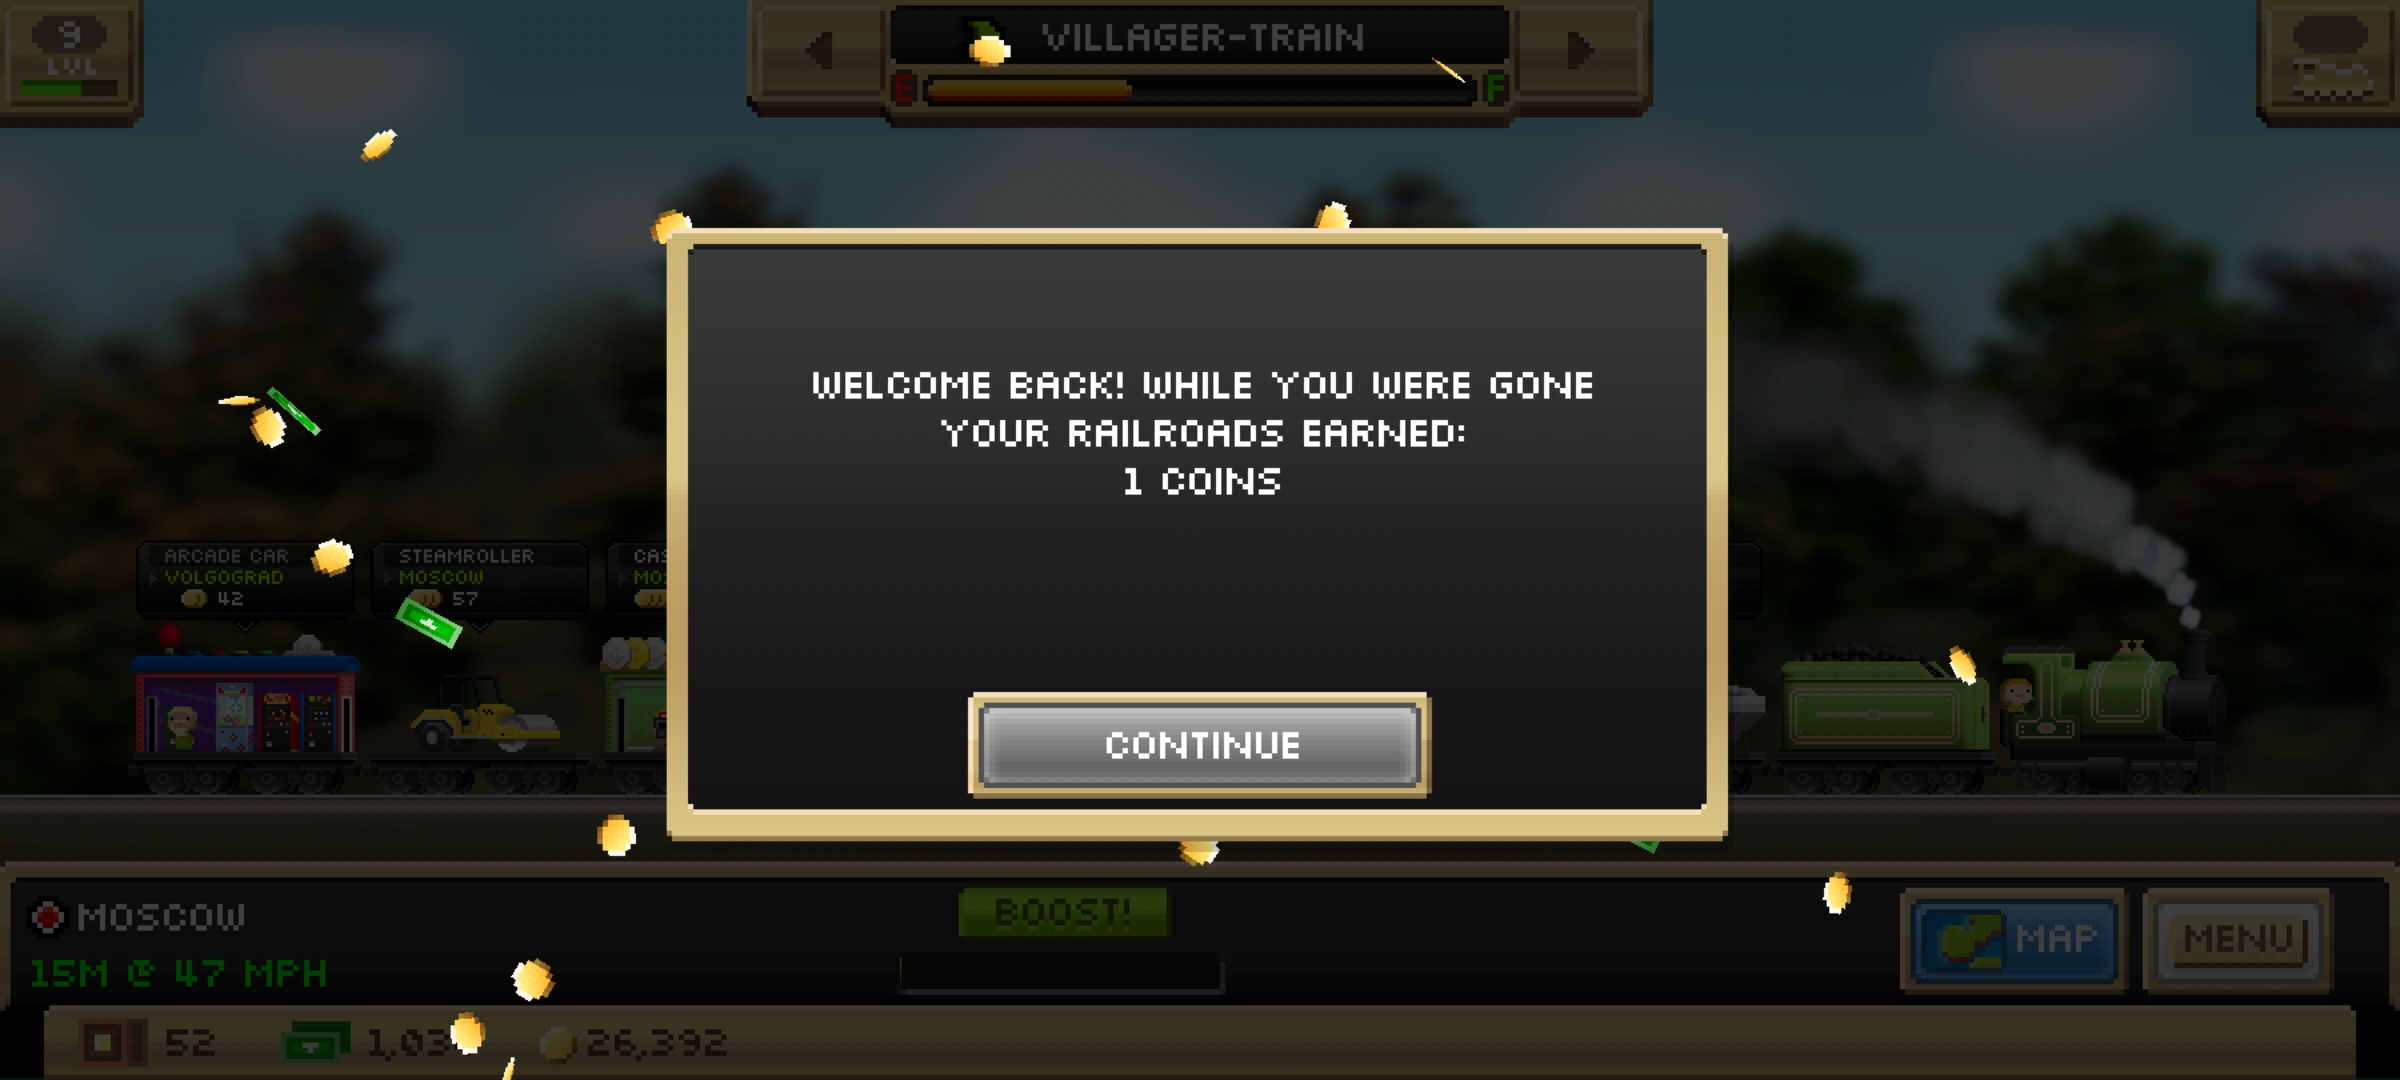 9
LVL
VILLAGER-TRAIN
E
F
WELCOME BACK! WHILE YOU WERE GONE
YOUR RAILROADS EARNED:
1 COINS
CONTINUE
ARCADE CAR
VOLGOGRAD
42
STEAMROLLER
MOSCOW
57
MOSCOW
15M @ 47 MPH
BOOST!
MAP
MENU
52
26,392